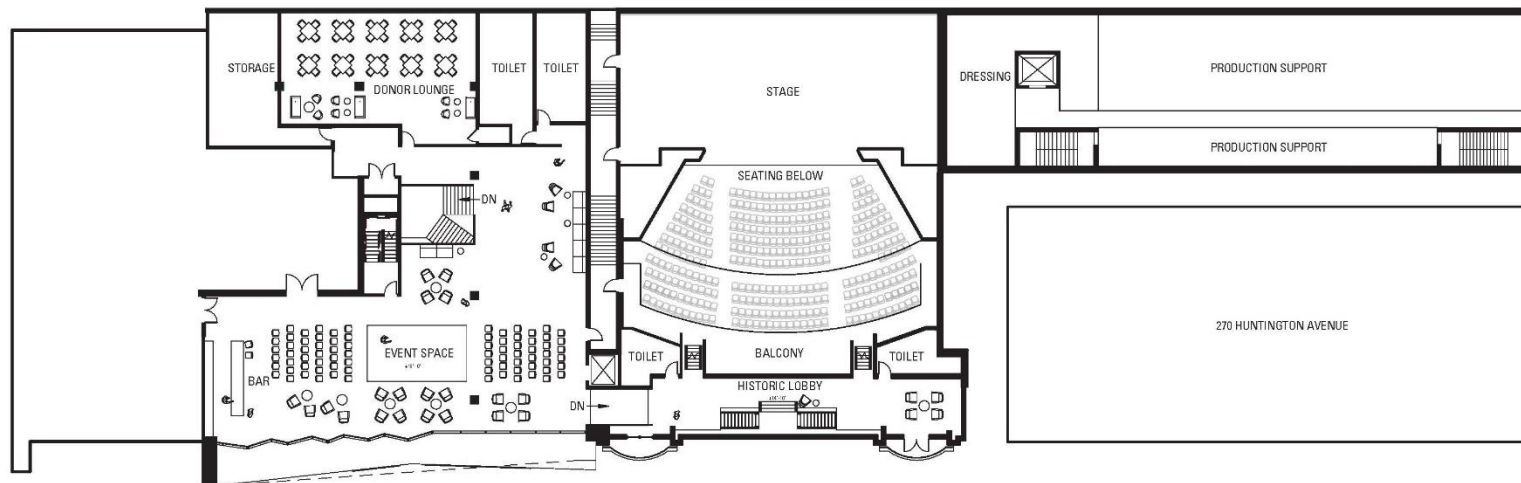 STORAGE
DONOR LOUNGE
TOILET
TOILET
STAGE
DRESSING
PRODUCTION SUPPORT
PRODUCTION SUPPORT
SEATING BELOW
DN
270 HUNTINGTON AVENUE
EVENT SPACE
BAR
TOILET
BALCONY
TOILET
HISTORIC LOBBY
DN